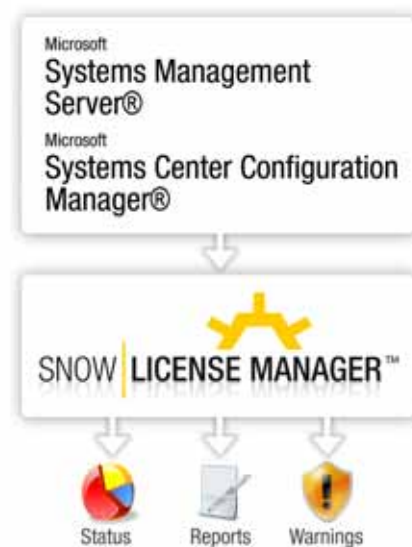 Microsoft
Systems Management
Server®
Microsoft
Systems Center Configuration
Manager®
SNOW LICENSE MANAGER™
Status Reports Warnings